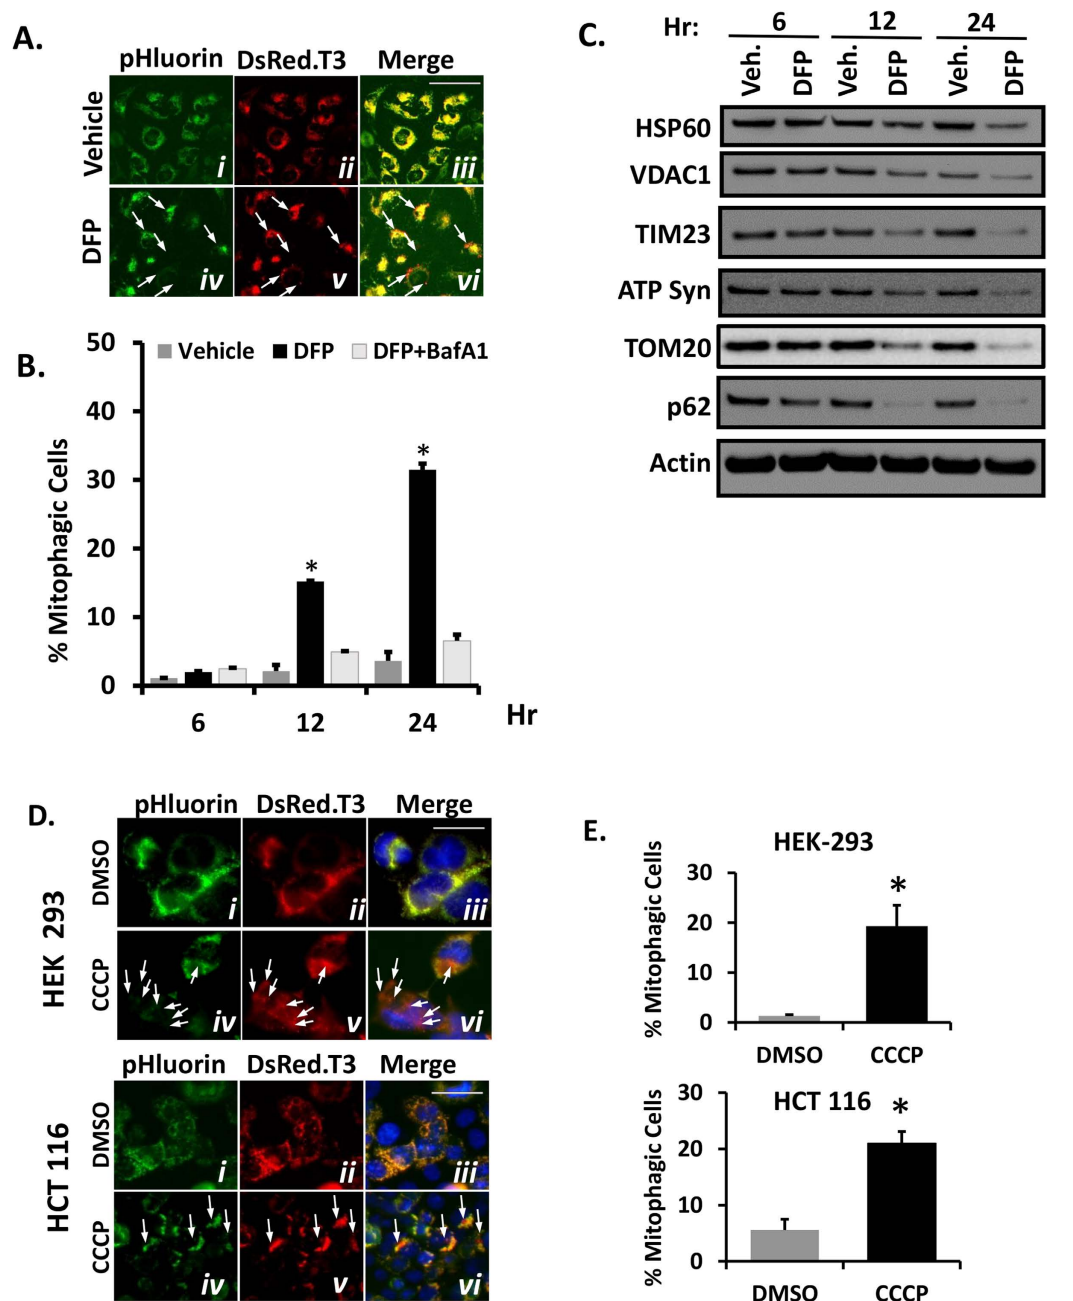 A.
pHluorin DsRed.T3 Merge
Vehicle
i ii iii
DFP
iv v vi
B.
Vehicle DFP DFP+BafA1
% Mitophagic Cells
50
40
30
20
10
0
*
*
6 12 24 Hr
C.
Hr: 6 12 24
Veh. DFP Veh. DFP Veh. DFP
HSP60
VDAC1
TIM23
ATP Syn
TOM20
p62
Actin
D.
pHluorin DsRed.T3 Merge
HEK 293
DMSO
i ii iii
CCCP
iv v vi
pHluorin DsRed.T3 Merge
HCT 116
DMSO
i ii iii
CCCP
iv v vi
E.
HEK-293
% Mitophagic Cells
30
20
10
0
*
DMSO CCCP
HCT 116
% Mitophagic Cells
30
20
10
0
*
DMSO CCCP